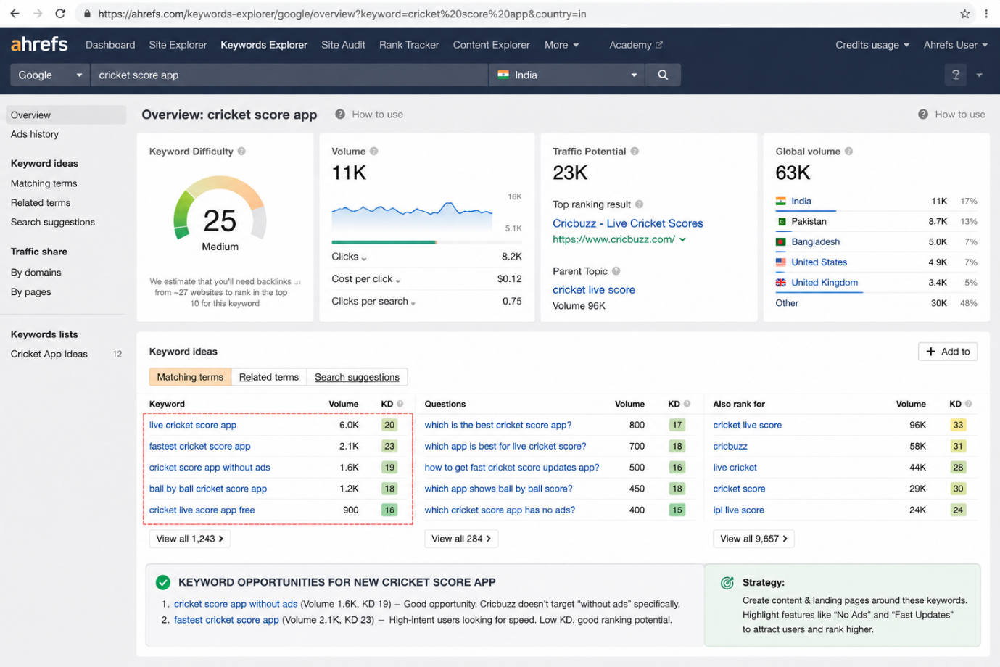 https://ahrefs.com/keywords-explorer/google/overview?keyword=cricket%20score%20app&country=in
ahrefs Dashboard Site Explorer Keywords Explorer Site Audit Rank Tracker Content Explorer More Academy Credits usage Ahrefs User
Google cricket score app India ?
Overview
Ads history
Keyword ideas
Matching terms
Related terms
Search suggestions
Traffic share
By domains
By pages
Keywords lists
Cricket App Ideas 12
Overview: cricket score app ? How to use ? How to use
Keyword Difficulty ?
25
Medium
We estimate that you'll need backlinks
from ~27 websites to rank in the top
10 for this keyword
Volume ?
11K
16K
5.1K
Clicks 8.2K
Cost per click $0.12
Clicks per search 0.75
Traffic Potential ?
23K
Top ranking result ?
Cricbuzz - Live Cricket Scores
https://www.cricbuzz.com/
Parent Topic ?
cricket live score
Volume 96K
Global volume ?
63K
India 11K 17%
Pakistan 8.7K 13%
Bangladesh 5.0K 7%
United States 4.9K 7%
United Kingdom 3.4K 5%
Other 30K 48%
Keyword ideas + Add to
Matching terms Related terms Search suggestions
Keyword Volume KD ? Questions Volume KD ? Also rank for Volume KD ?
live cricket score app 6.0K 20 which is the best cricket score app? 800 17 cricket live score 96K 33
fastest cricket score app 2.1K 23 which app is best for live cricket score? 700 18 cricbuzz 58K 31
cricket score app without ads 1.6K 19 how to get fast cricket score updates app? 500 16 live cricket 44K 28
ball by ball cricket score app 1.2K 18 which app shows ball by ball score? 450 18 cricket score 29K 30
cricket live score app free 900 16 which cricket score app has no ads? 400 15 ipl live score 24K 24
View all 1,243 View all 284 View all 9,657
KEYWORD OPPORTUNITIES FOR NEW CRICKET SCORE APP
1. cricket score app without ads (Volume 1.6K, KD 19) – Good opportunity. Cricbuzz doesn't target "without ads" specifically.
2. fastest cricket score app (Volume 2.1K, KD 23) – High-intent users looking for speed. Low KD, good ranking potential.
Strategy:
Create content & landing pages around these keywords.
Highlight features like "No Ads" and "Fast Updates"
to attract users and rank higher.